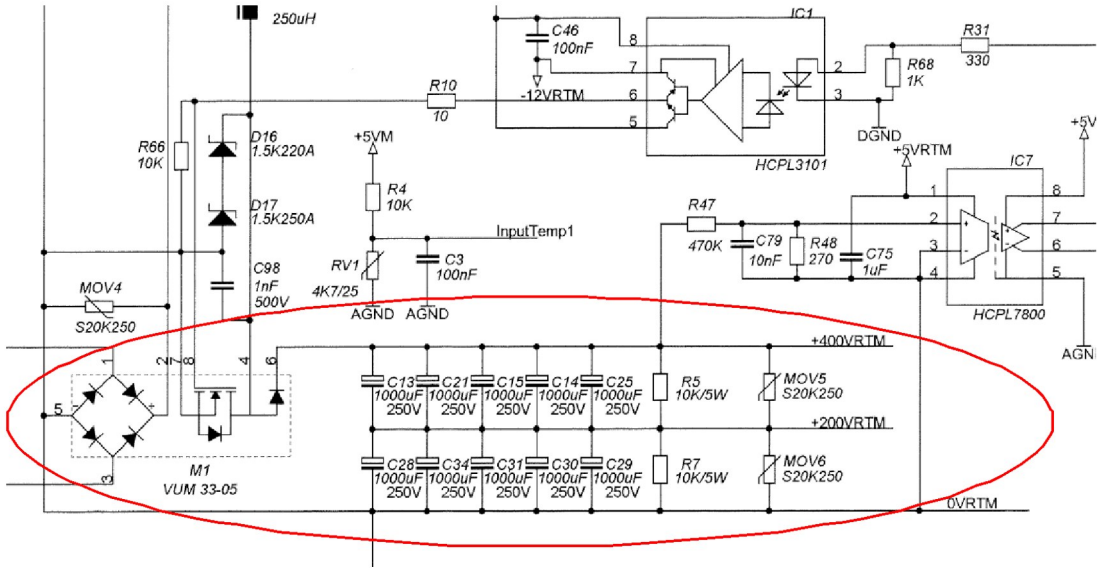 250uH
C46
100nF
-12VRTM
R10
10
8
7
6
5
IC1
2
3
HCPL3101
R31
330
R68
1K
DGND
R66
10K
D16
1.5K220A
D17
1.5K250A
+5VM
R4
10K
InputTemp1
RV1
4K7/25
C3
100nF
AGND
AGND
C98
1nF
500V
MOV4
S20K250
+5VRTM
+5V
IC7
R47
470K
C79
10nF
R48
270
C75
1uF
1
2
3
4
8
7
6
5
HCPL7800
AGN
1
2
7
8
4
6
5
3
-
+
M1
VUM 33-05
+400VRTM
C13
1000uF
250V
C21
1000uF
250V
C15
1000uF
250V
C14
1000uF
250V
C25
1000uF
250V
R5
10K/5W
MOV5
S20K250
+200VRTM
C28
1000uF
250V
C34
1000uF
250V
C31
1000uF
250V
C30
1000uF
250V
C29
1000uF
250V
R7
10K/5W
MOV6
S20K250
0VRTM